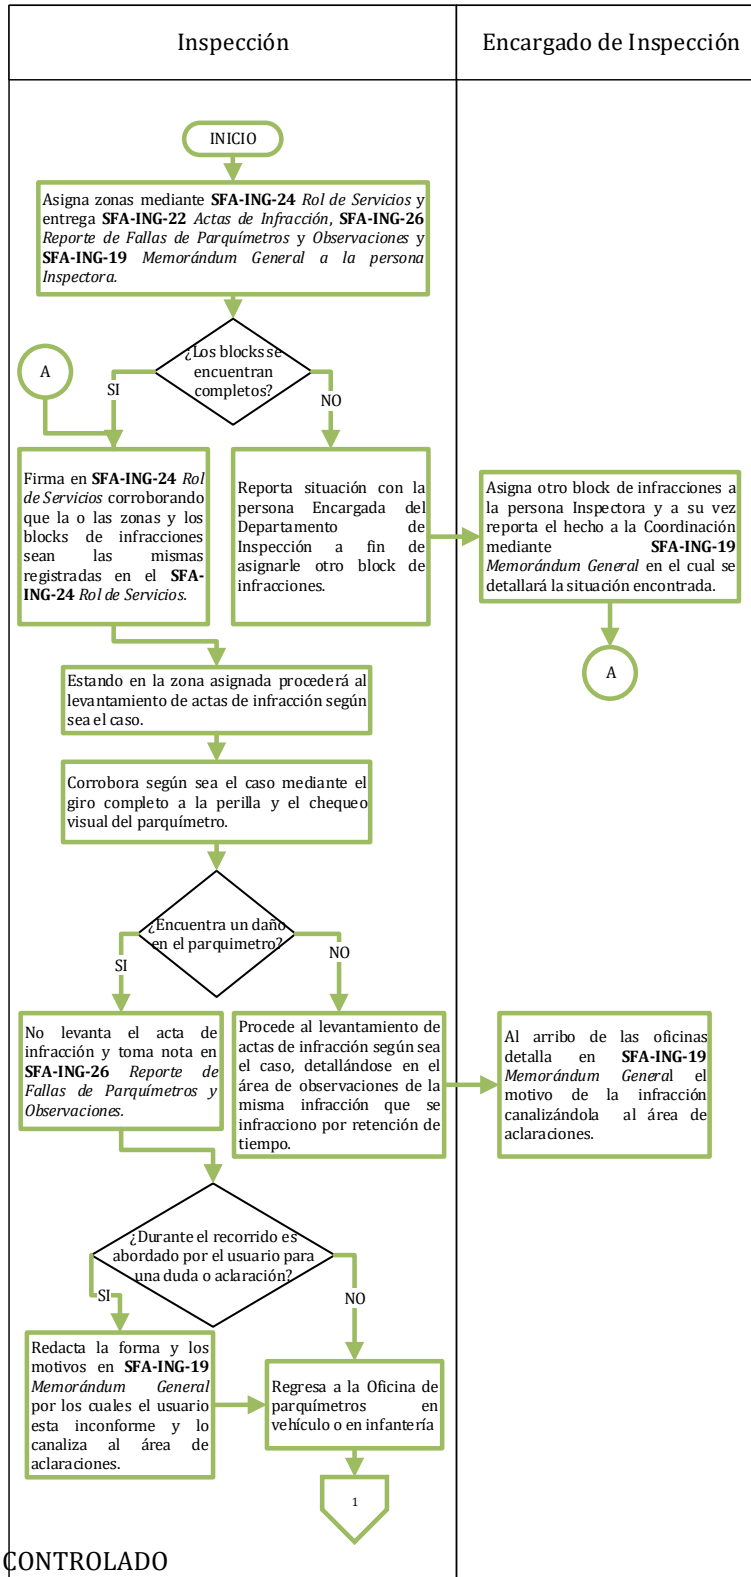 Inspección
Encargado de Inspección
INICIO
Asigna zonas mediante SFA-ING-24 Rol de Servicios y
entrega SFA-ING-22 Actas de Infracción, SFA-ING-26
Reporte de Fallas de Parquímetros y Observaciones y
SFA-ING-19 Memorándum General a la persona
Inspectora.
¿Los blocks se
encuentran
completos?
A
SI
NO
Firma en SFA-ING-24 Rol
de Servicios corroborando
que la o las zonas y los
blocks de infracciones
sean las mismas
registradas en el SFA-
ING-24 Rol de Servicios.
Reporta situación con la
persona Encargada del
Departamento de
Inspección a fin de
asignarle otro block de
infracciones.
Asigna otro block de infracciones a
la persona Inspectora y a su vez
reporta el hecho a la Coordinación
mediante SFA-ING-19
Memorándum General en el cual se
detallará la situación encontrada.
A
Estando en la zona asignada procederá al
levantamiento de actas de infracción según
sea el caso.
Corrobora según sea el caso mediante el
giro completo a la perilla y el chequeo
visual del parquímetro.
¿Encuentra un daño
en el parquimetro?
SI
NO
No levanta el acta de
infracción y toma nota en
SFA-ING-26 Reporte de
Fallas de Parquímetros y
Observaciones.
Procede al levantamiento de
actas de infracción según sea
el caso, detallándose en el
área de observaciones de la
misma infracción que se
infracciono por retención de
tiempo.
Al arribo de las oficinas
detalla en SFA-ING-19
Memorándum General el
motivo de la infracción
canalizándola al área de
aclaraciones.
¿Durante el recorrido es
abordado por el usuario para
una duda o aclaración?
SI
NO
Redacta la forma y los
motivos en SFA-ING-19
Memorándum General
por los cuales el usuario
esta inconforme y lo
canaliza al área de
aclaraciones.
Regresa a la Oficina de
parquímetros en
vehículo o en infantería
1
CONTROLADO